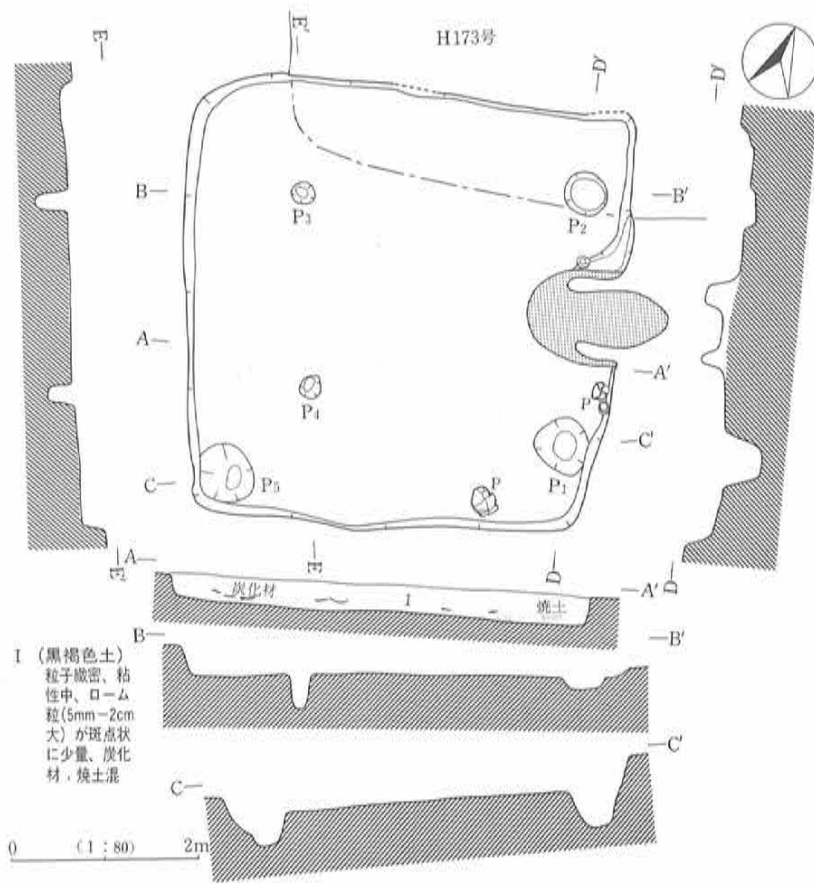 H173号
E
E'
D'
D'
B
P3
P2
B'
A
A'
P4
P
C'
C
P5
P
P1
E'
E
D
D
A
炭化材
I
焼土
A'
B
B'
I (黒褐色土)
粒子緻密、粘
性中、ローム
粒(5mm−2cm
大) が斑点状
に少量、炭化
材、焼土混
C'
C
0 (1:80) 2m